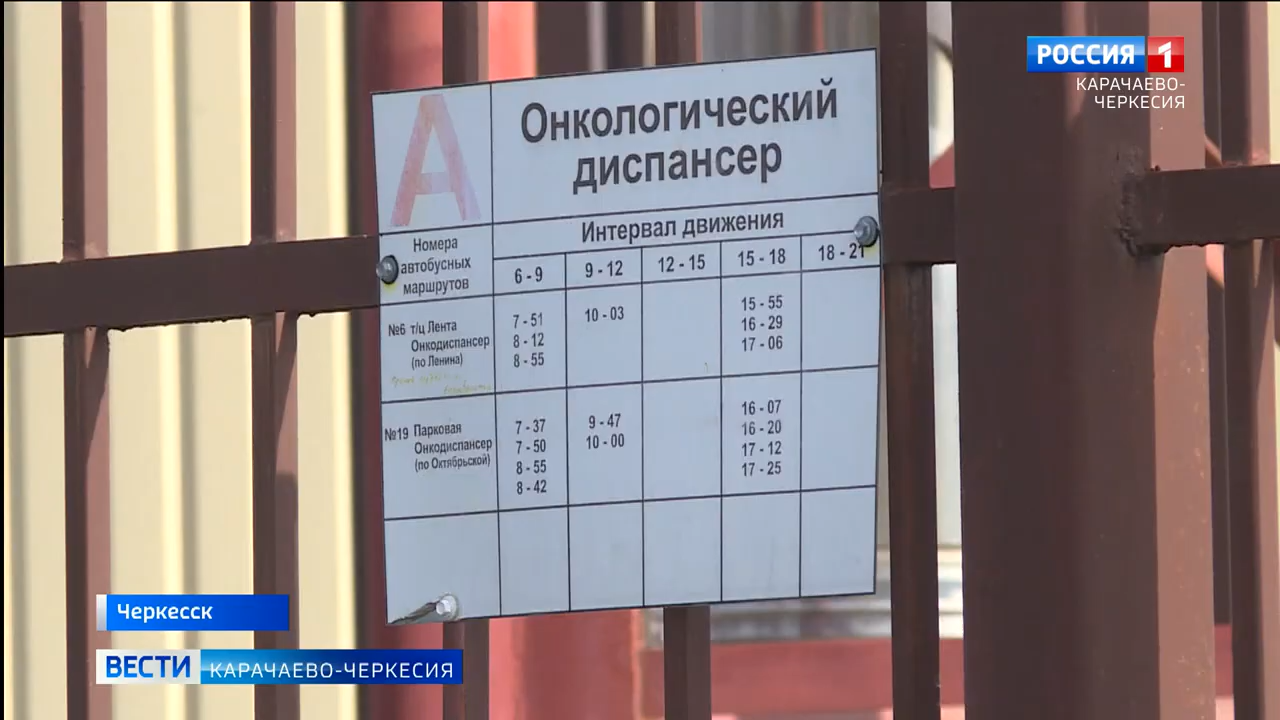 РОССИЯ 1
КАРАЧАЕВО-
ЧЕРКЕСИЯ
А
Онкологический
диспансер
Интервал движения
Номера
автобусных
маршрутов
6 - 9
9 - 12
12 - 15
15 - 18
18 - 21
№6 т/ц Лента
Онкодиспансер
(по Ленина)
7 - 51
8 - 12
8 - 55
10 - 03
15 - 55
16 - 29
17 - 06
№19 Парковая
Онкодиспансер
(по Октябрьской)
7 - 37
7 - 50
8 - 55
8 - 42
9 - 47
10 - 00
16 - 07
16 - 20
17 - 12
17 - 25
Черкесск
ВЕСТИ КАРАЧАЕВО-ЧЕРКЕСИЯ